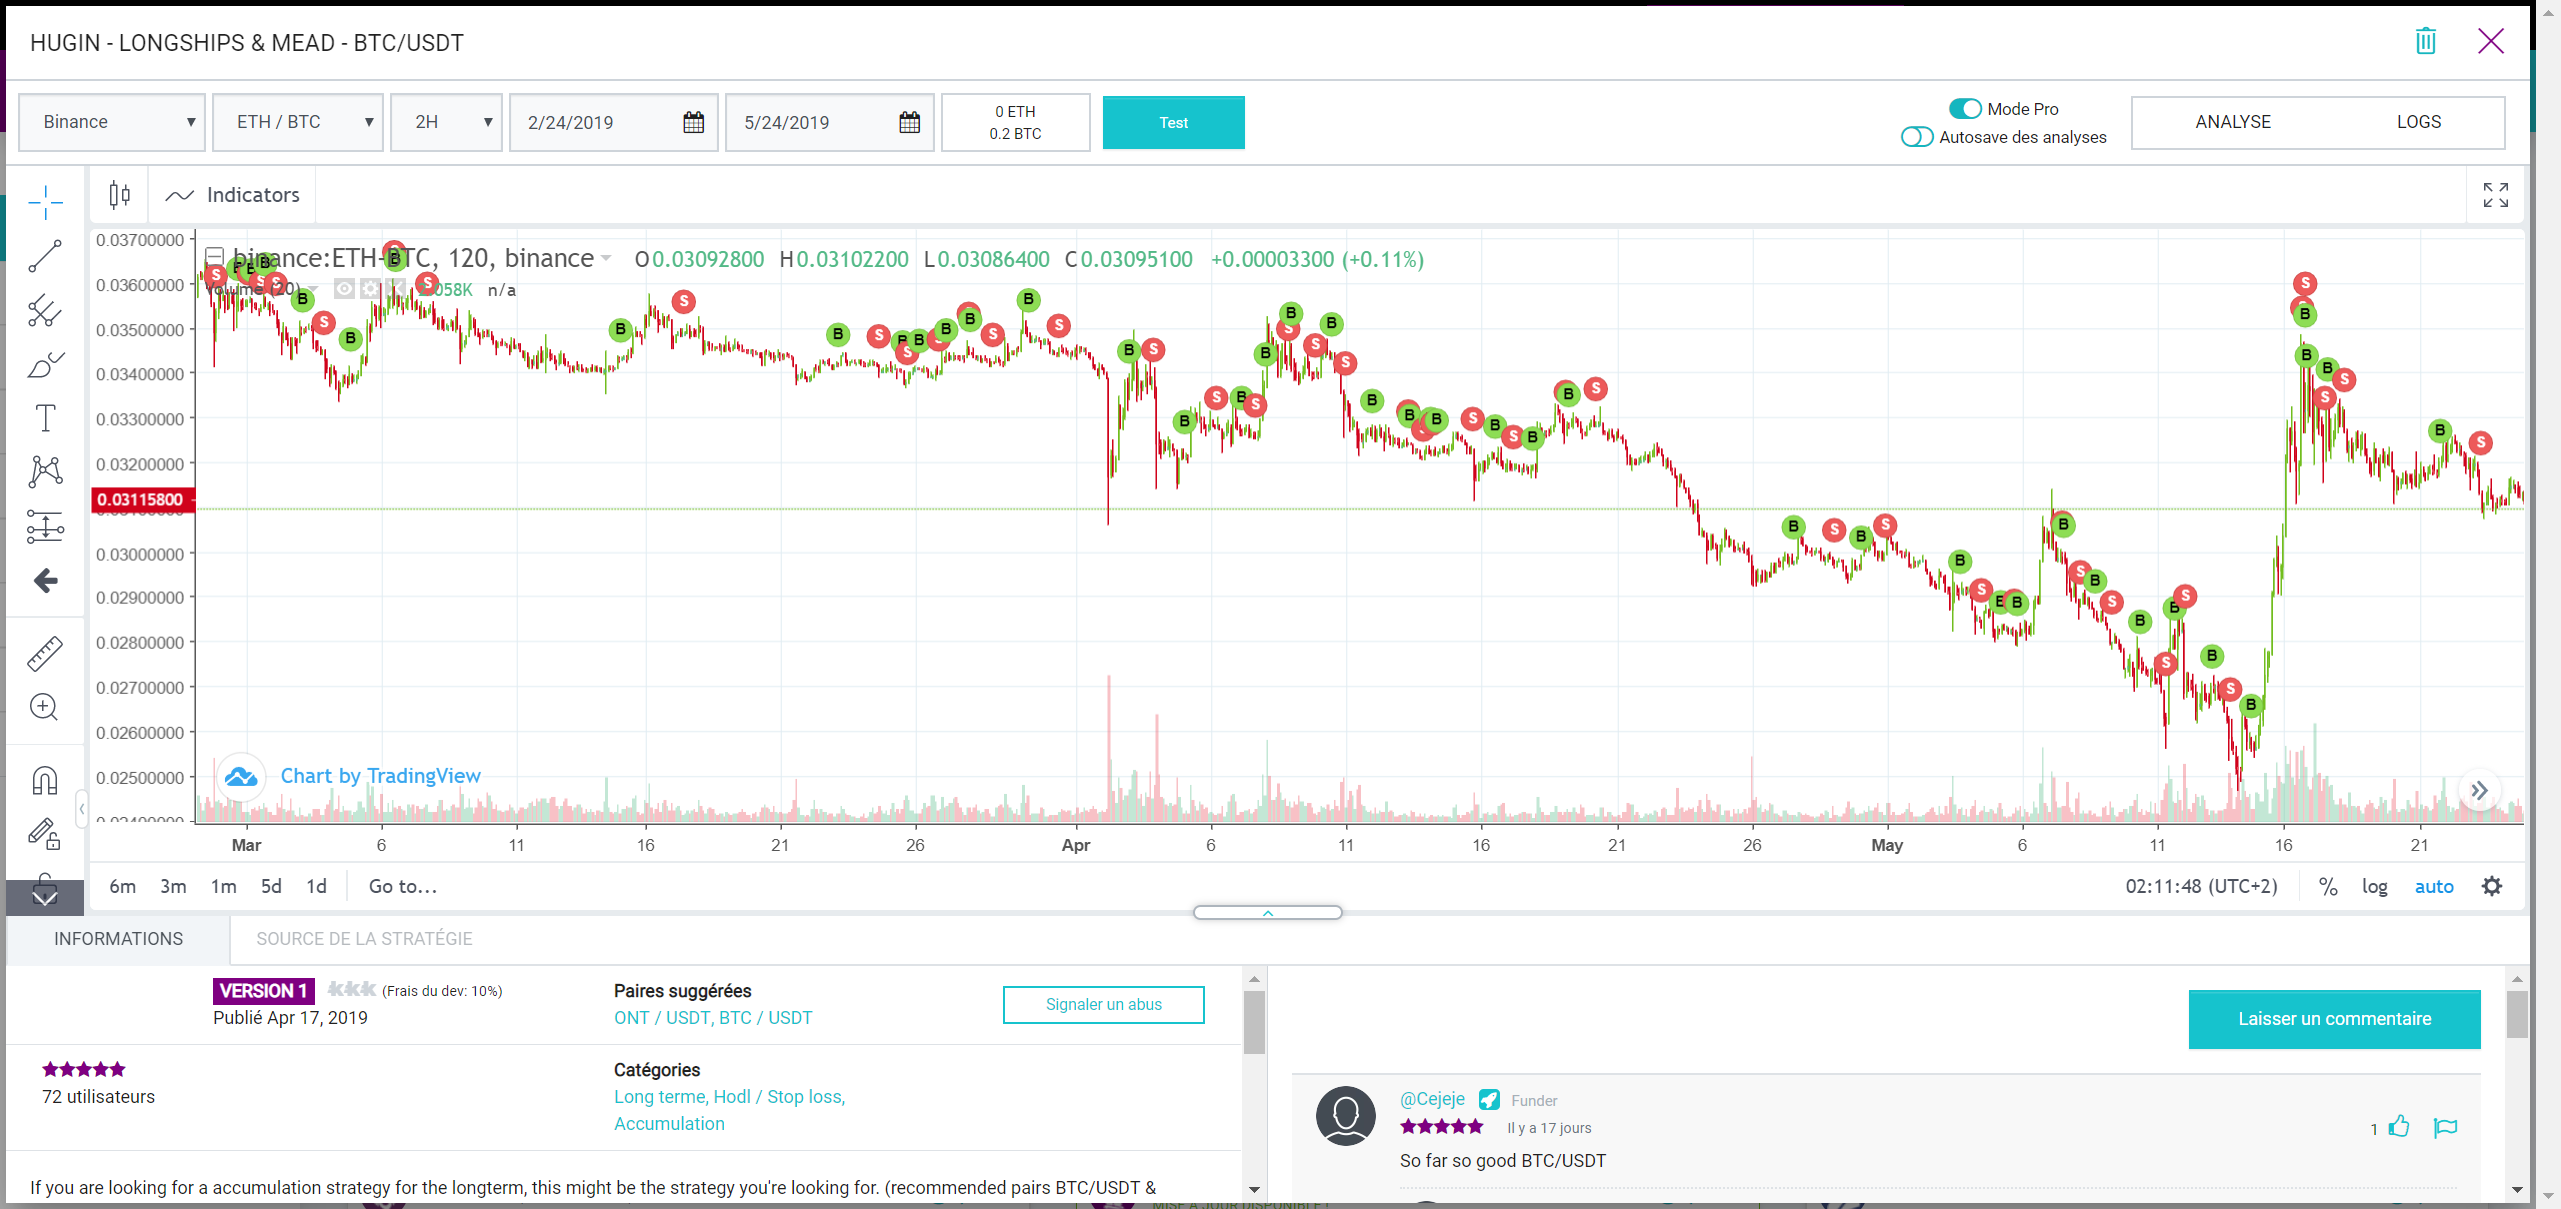 HUGIN - LONGSHIPS & MEAD - BTC/USDT
Binance
ETH / BTC
2H
2/24/2019
5/24/2019
0 ETH
0.2 BTC
Test
Mode Pro
Autosave des analyses
ANALYSE
LOGS
Indicators
binance:ETH-BTC, 120, binance
O0.03092800 H0.03102200 L0.03086400 C0.03095100 +0.00003300 (+0.11%)
Volume (20)
058K n/a
0.03700000
0.03600000
0.03500000
0.03400000
0.03300000
0.03200000
0.03115800
0.03000000
0.02900000
0.02800000
0.02700000
0.02600000
0.02500000
0.02400000
Chart by TradingView
Mar 6 11 16 21 26 Apr 6 11 16 21 26 May 6 11 16 21
6m 3m 1m 5d 1d Go to...
02:11:48 (UTC+2) % log auto
INFORMATIONS
SOURCE DE LA STRATÉGIE
VERSION 1
(Frais du dev: 10%)
Publié Apr 17, 2019
Paires suggérées
ONT / USDT, BTC / USDT
Signaler un abus
72 utilisateurs
Catégories
Long terme, Hodl / Stop loss,
Accumulation
If you are looking for a accumulation strategy for the longterm, this might be the strategy you're looking for. (recommended pairs BTC/USDT &
Laisser un commentaire
@Cejeje
Funder
Il y a 17 jours
1
So far so good BTC/USDT
MISE À JOUR DISPONIBLE !